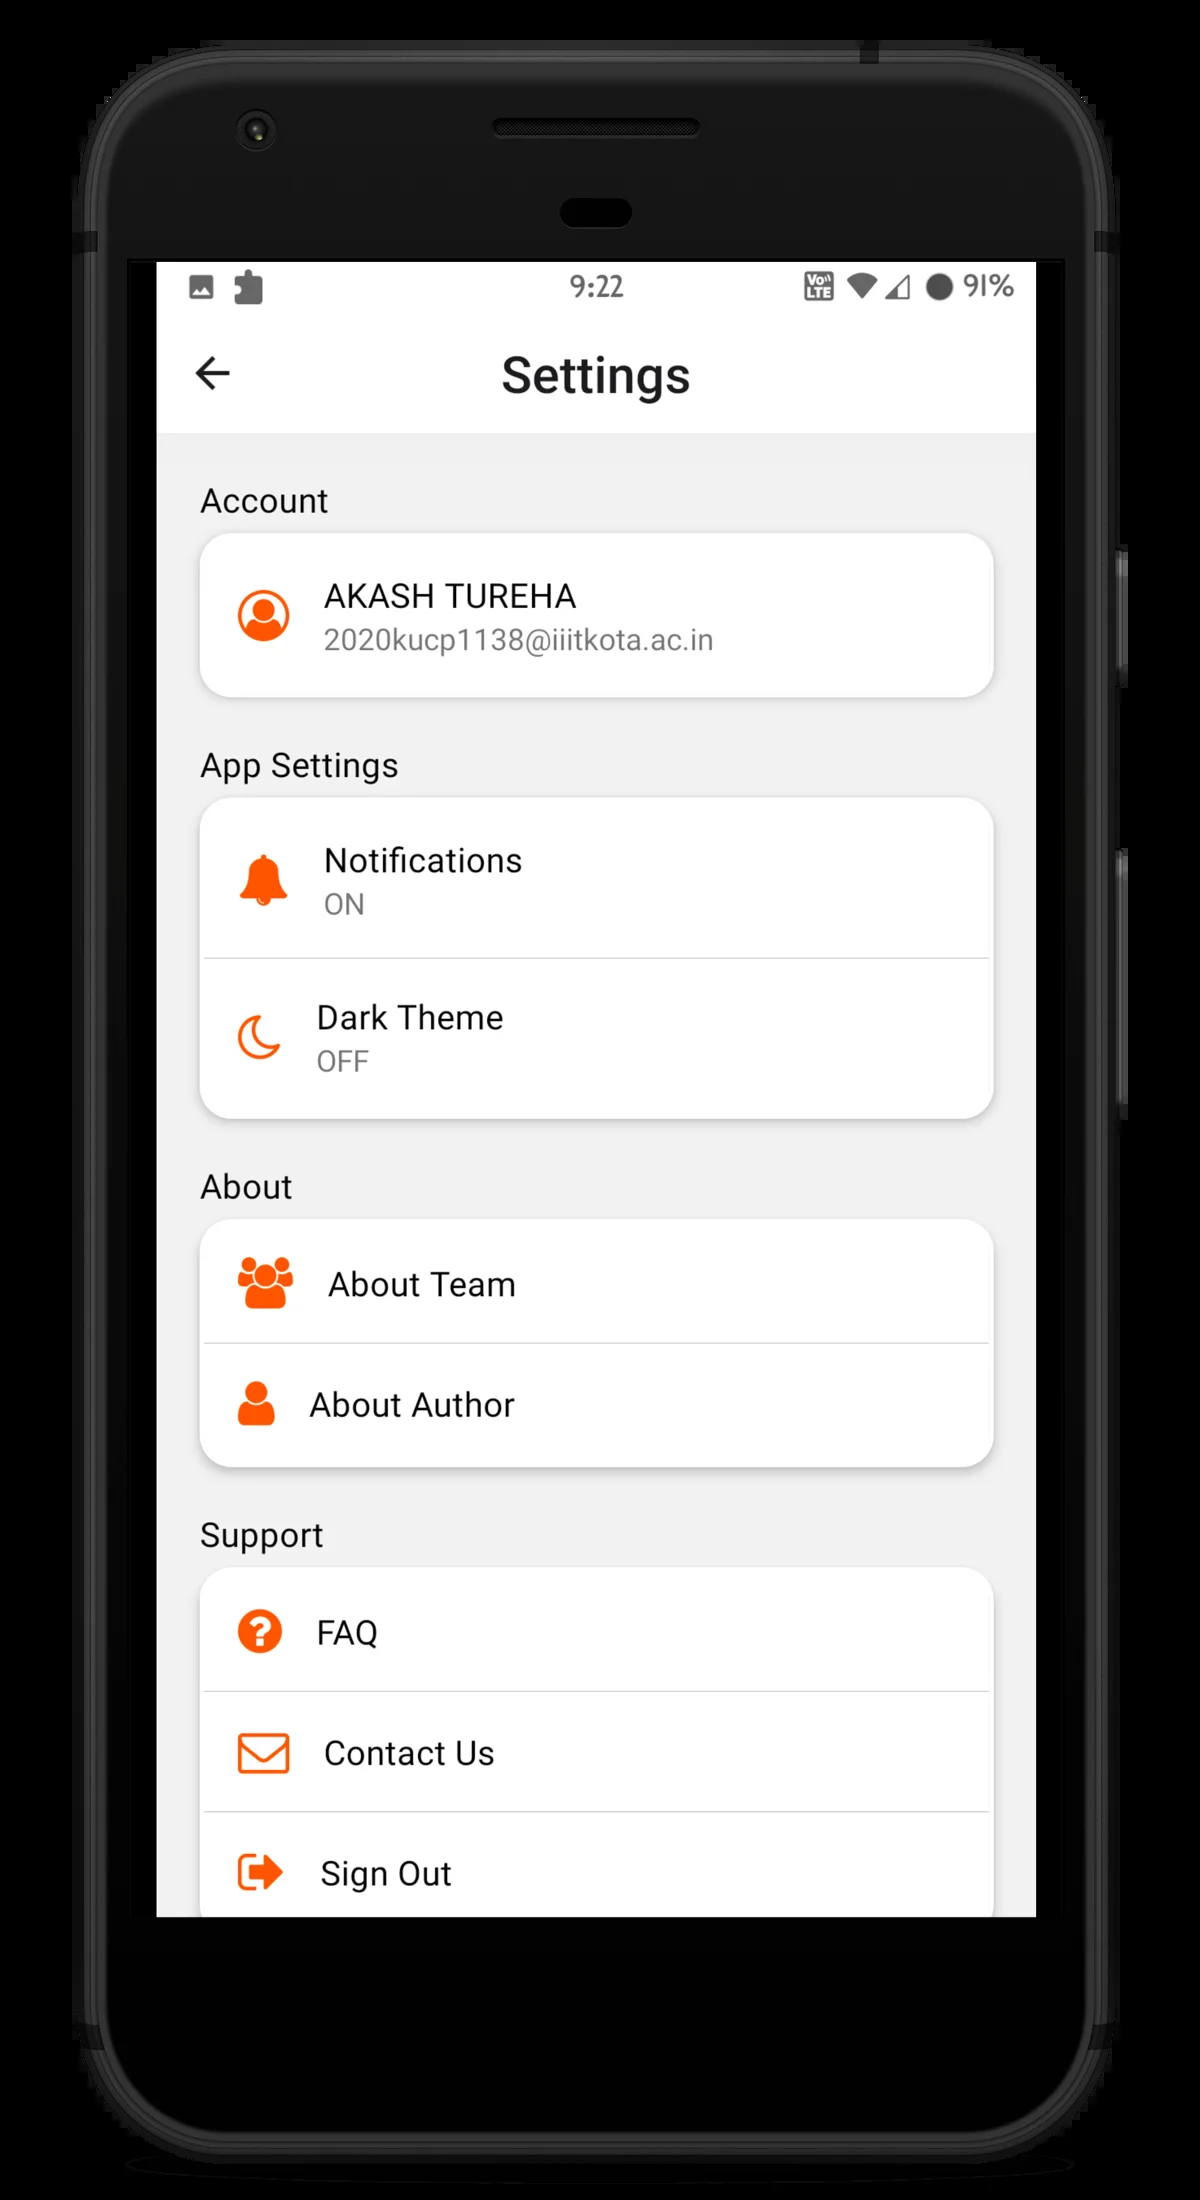 9:22
Vo))
LTE
91%
Settings
Account
AKASH TUREHA
2020kucp1138@iiitkota.ac.in
App Settings
Notifications
ON
Dark Theme
OFF
About
About Team
About Author
Support
?
FAQ
Contact Us
Sign Out